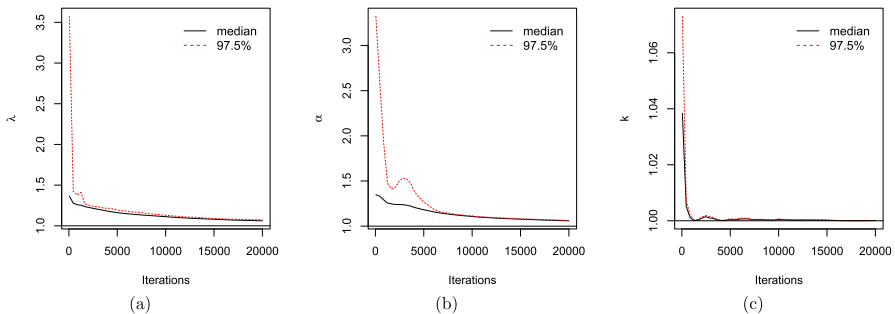 λ
1.0 1.5 2.0 2.5 3.0 3.5
median
97.5%
0 5000 10000 15000 20000
Iterations
(a)
α
1.0 1.5 2.0 2.5 3.0
median
97.5%
0 5000 10000 15000 20000
Iterations
(b)
k
1.00 1.02 1.04 1.06
median
97.5%
0 5000 10000 15000 20000
Iterations
(c)